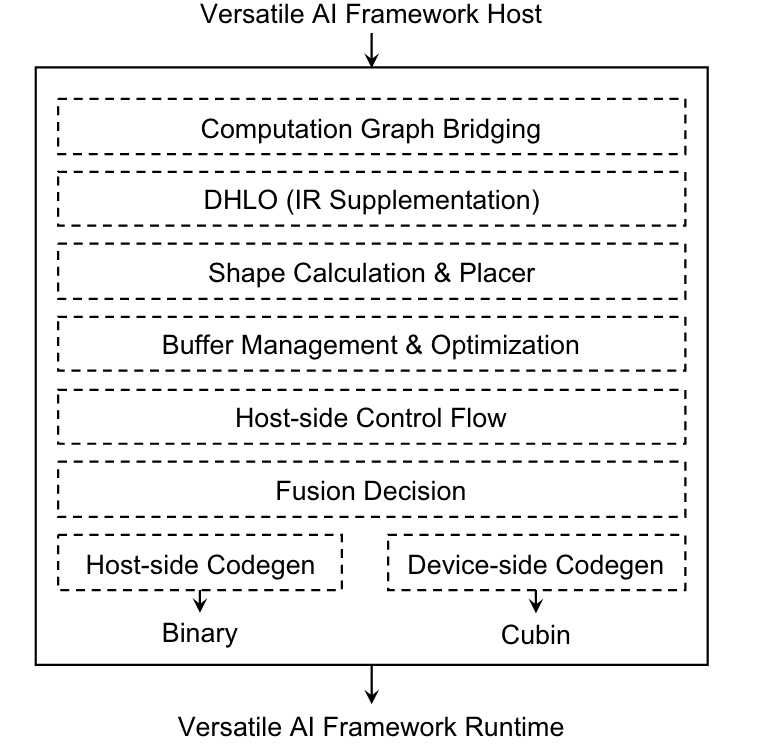 Versatile AI Framework Host
Computation Graph Bridging
DHLO (IR Supplementation)
Shape Calculation & Placer
Buffer Management & Optimization
Host-side Control Flow
Fusion Decision
Host-side Codegen
Device-side Codegen
Binary
Cubin
Versatile AI Framework Runtime